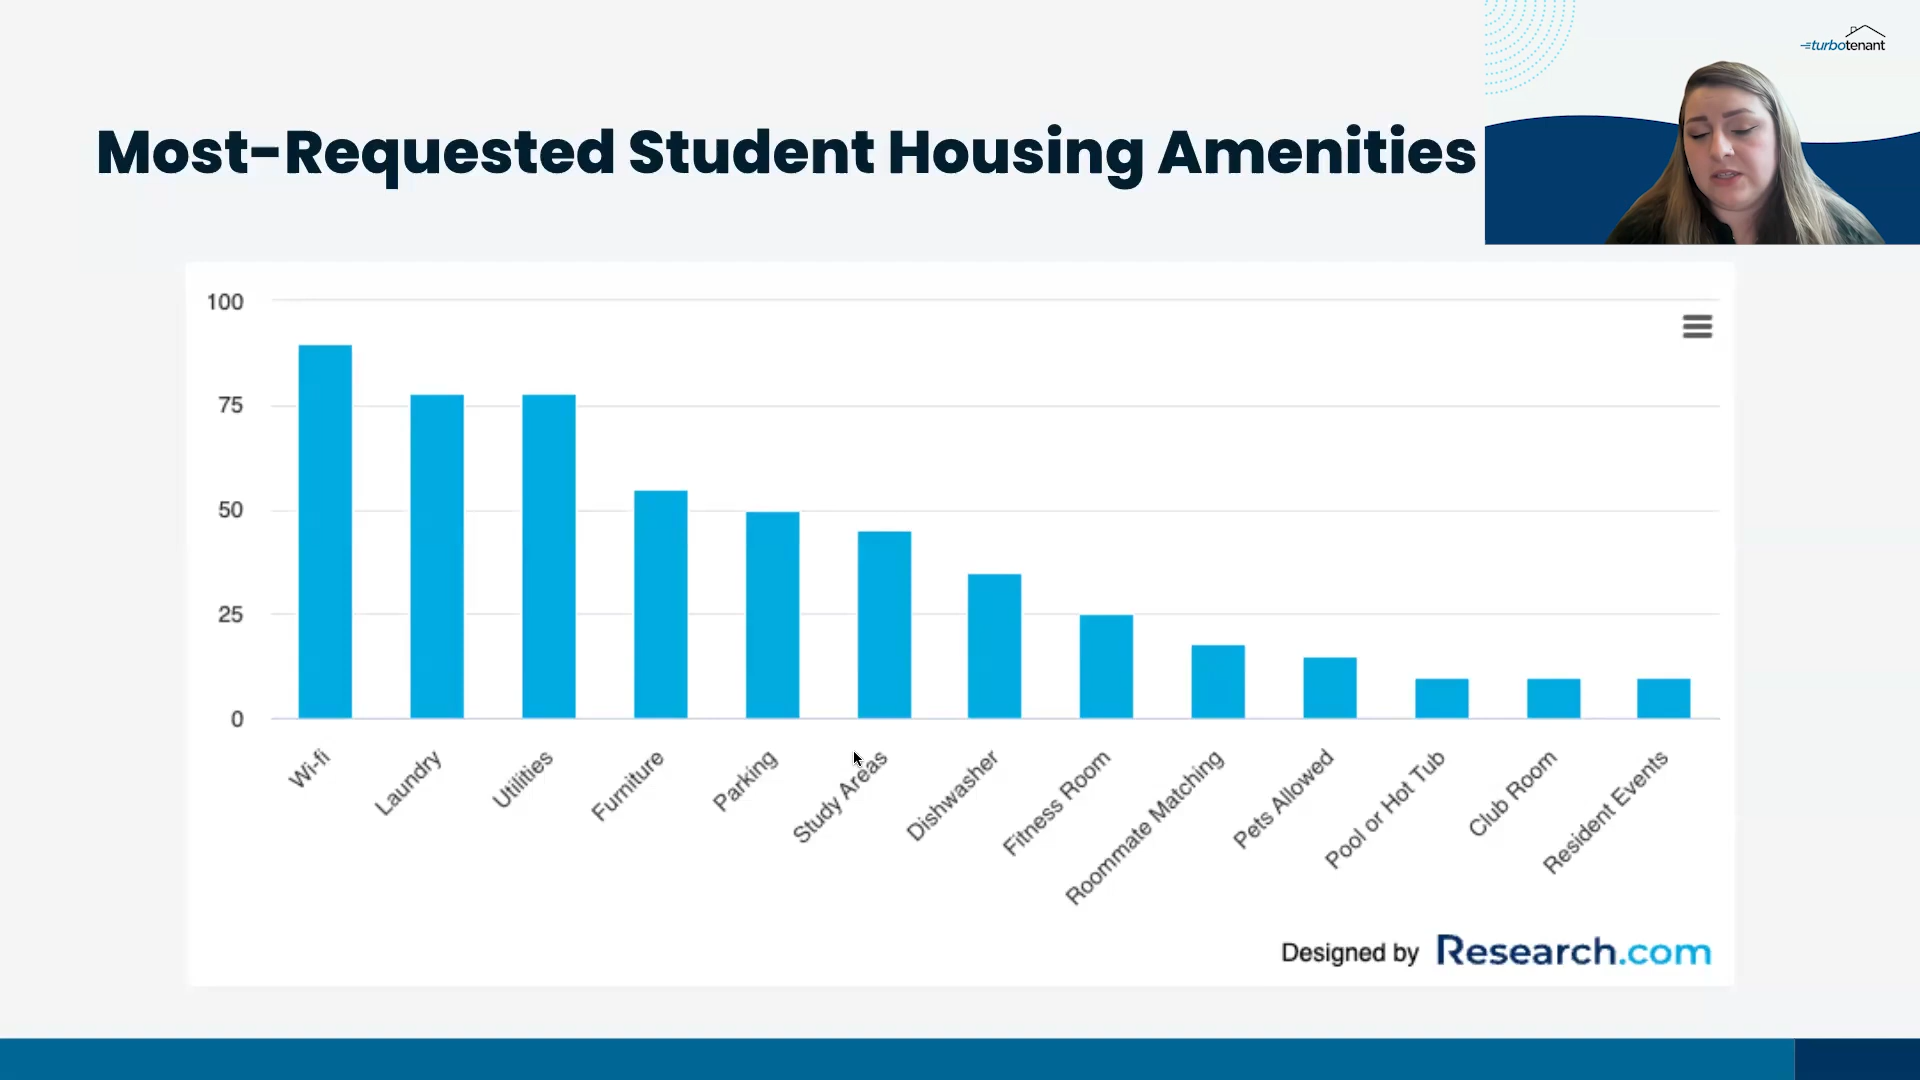 turbotenant
Most-Requested Student Housing Amenities
100
75
50
25
0
Wi-fi
Laundry
Utilities
Furniture
Parking
Study Areas
Dishwasher
Fitness Room
Roommate Matching
Pets Allowed
Pool or Hot Tub
Club Room
Resident Events
Designed by Research.com